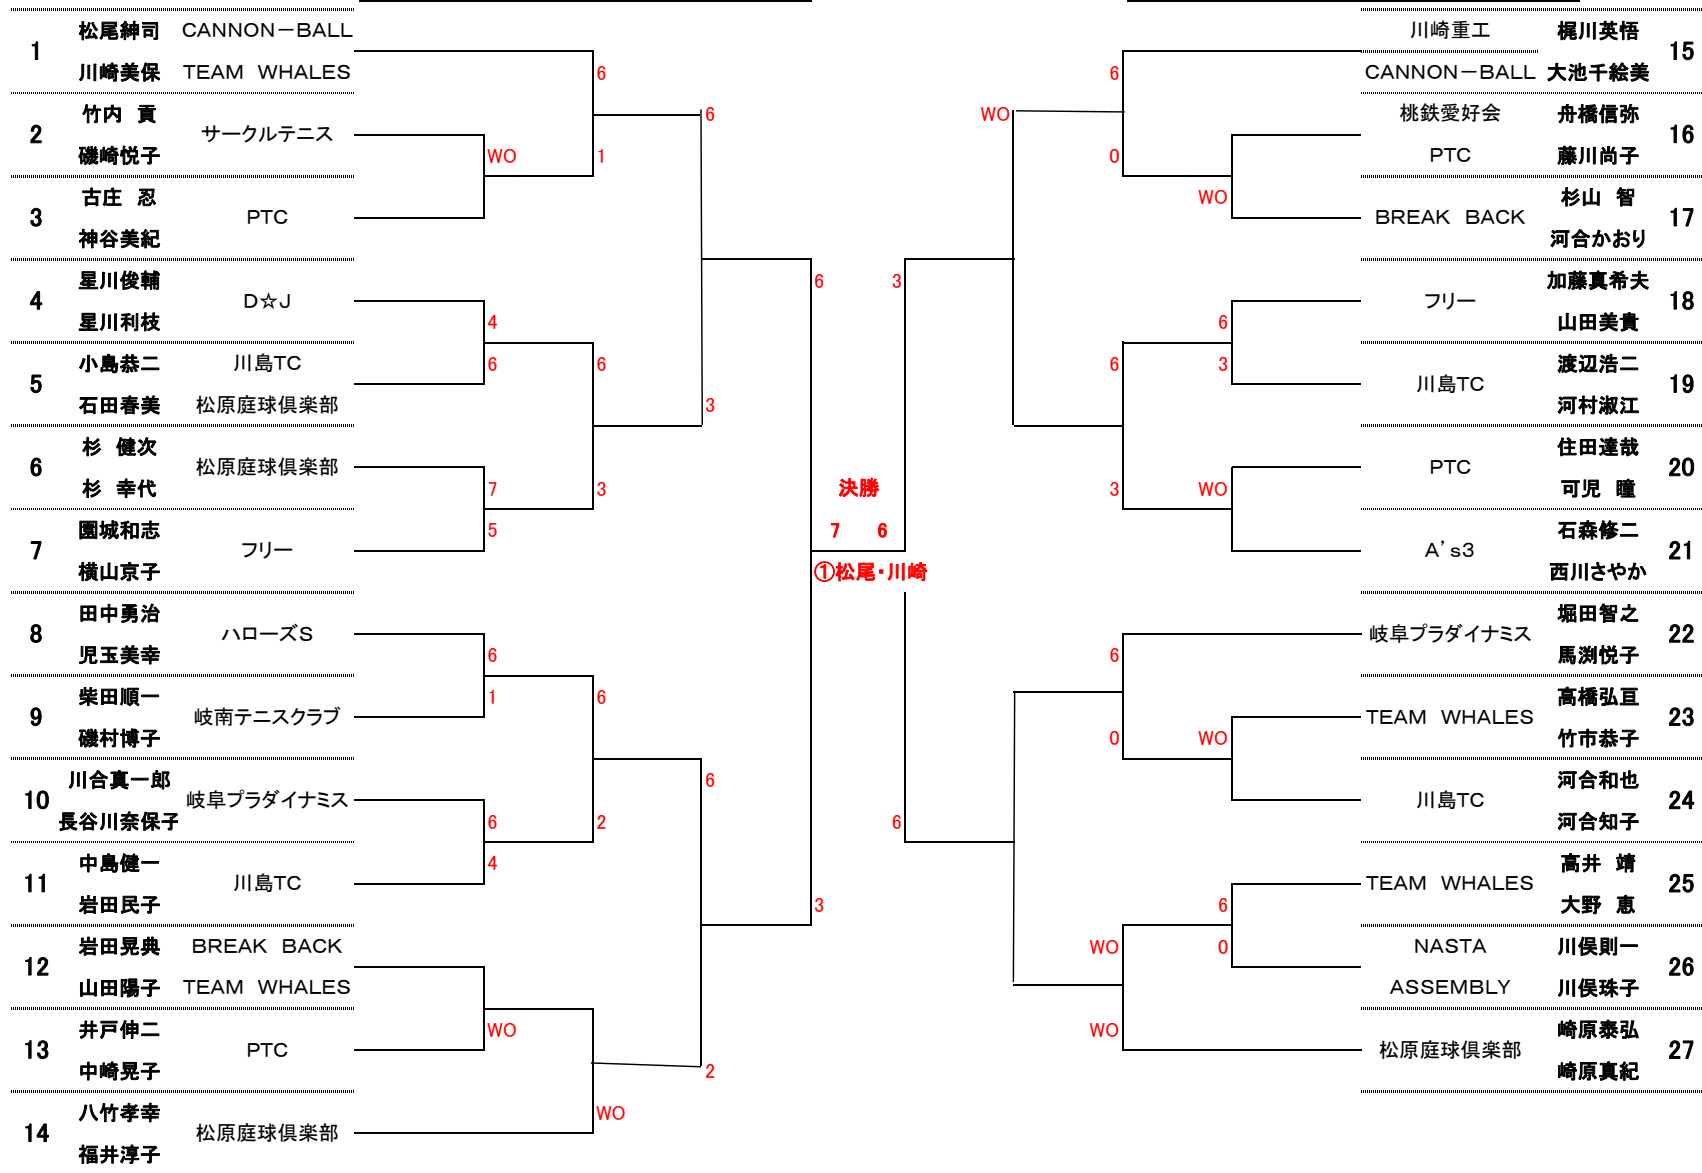 松尾紳司 CANNON－BALL
1
川崎美保 TEAM WHALES
6
竹内 貢
6
2 サークルテニス
磯崎悦子
WO
1
古庄 忍
3 PTC
神谷美紀
星川俊輔
6
4 D☆J
星川利枝
4
小島恭二 川島TC
6
6
5
石田春美 松原庭球倶楽部
3
杉 健次
6 松原庭球倶楽部
杉 幸代
7
3
園城和志
5
7 フリー
横山京子
田中勇治
8 ハローズS
児玉美幸
6
柴田順一
1
6
9 岐南テニスクラブ
磯村博子
川合真一郎
6
10 岐阜プラダイナミス
長谷川奈保子
6
2
中島健一
4
11 川島TC
岩田民子
3
岩田晃典 BREAK BACK
12
山田陽子 TEAM WHALES
井戸伸二
WO
13 PTC
中崎晃子
2
八竹孝幸
WO
14 松原庭球倶楽部
福井淳子
決勝
7 6
①松尾・川崎
川崎重工 梶川英悟
15
6
CANNON－BALL 大池千絵美
WO
桃鉄愛好会 舟橋信弥
16
0
PTC 藤川尚子
WO
杉山 智
BREAK BACK 17
河合かおり
3
加藤真希夫
フリー 18
6
山田美貴
6
3
渡辺浩二
川島TC 19
河村淑江
住田達哉
PTC 20
3
WO
可児 瞳
石森修二
A’s3 21
西川さやか
堀田智之
岐阜プラダイナミス 22
6
馬渕悦子
高橋弘亘
TEAM WHALES 23
0
WO
竹市恭子
河合和也
川島TC 24
6
河合知子
高井 靖
TEAM WHALES 25
6
大野 恵
WO
0
NASTA 川俣則一
26
ASSEMBLY 川俣珠子
WO
崎原泰弘
松原庭球倶楽部 27
崎原真紀